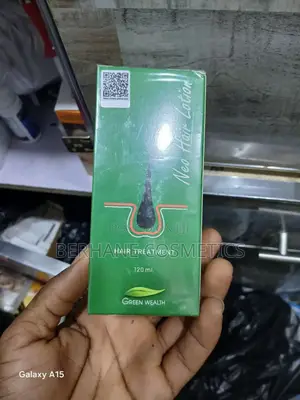 Neo Hair Lotion
BERHANE COSMETICS
HAIR TREATMENT
120 ml
GREEN WEALTH
Galaxy A15